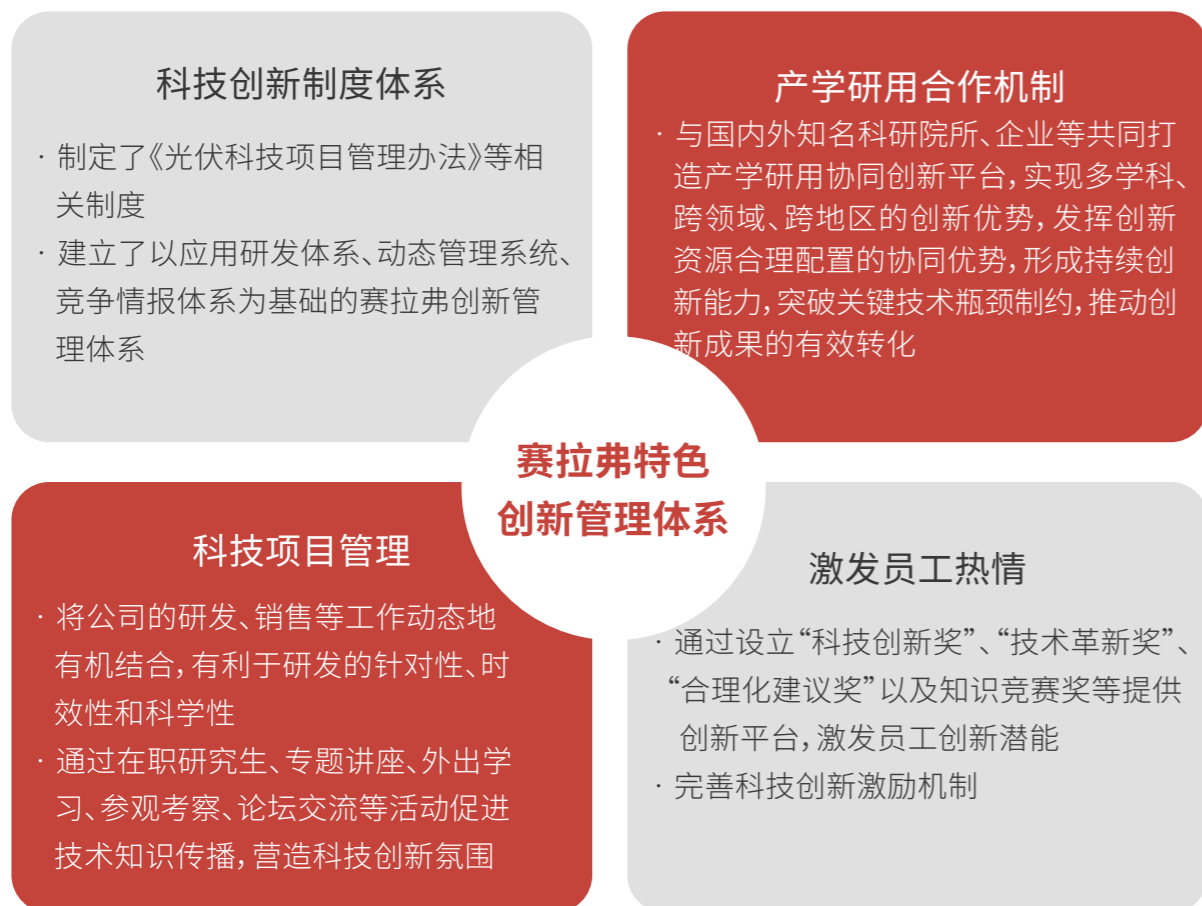 科技创新制度体系
· 制定了《光伏科技项目管理办法》等相
关制度
· 建立了以应用研发体系、动态管理系统、
竞争情报体系为基础的赛拉弗创新管
理体系
产学研用合作机制
· 与国内外知名科研院所、企业等共同打
造产学研用协同创新平台,实现多学科、
跨领域、跨地区的创新优势,发挥创新
资源合理配置的协同优势,形成持续创
新能力,突破关键技术瓶颈制约,推动创
新成果的有效转化
赛拉弗特色
创新管理体系
科技项目管理
· 将公司的研发、销售等工作动态地
有机结合,有利于研发的针对性、时
效性和科学性
· 通过在职研究生、专题讲座、外出学
习、参观考察、论坛交流等活动促进
技术知识传播,营造科技创新氛围
激发员工热情
· 通过设立“科技创新奖”、“技术革新奖”、
“合理化建议奖”以及知识竞赛奖等提供
创新平台,激发员工创新潜能
· 完善科技创新激励机制